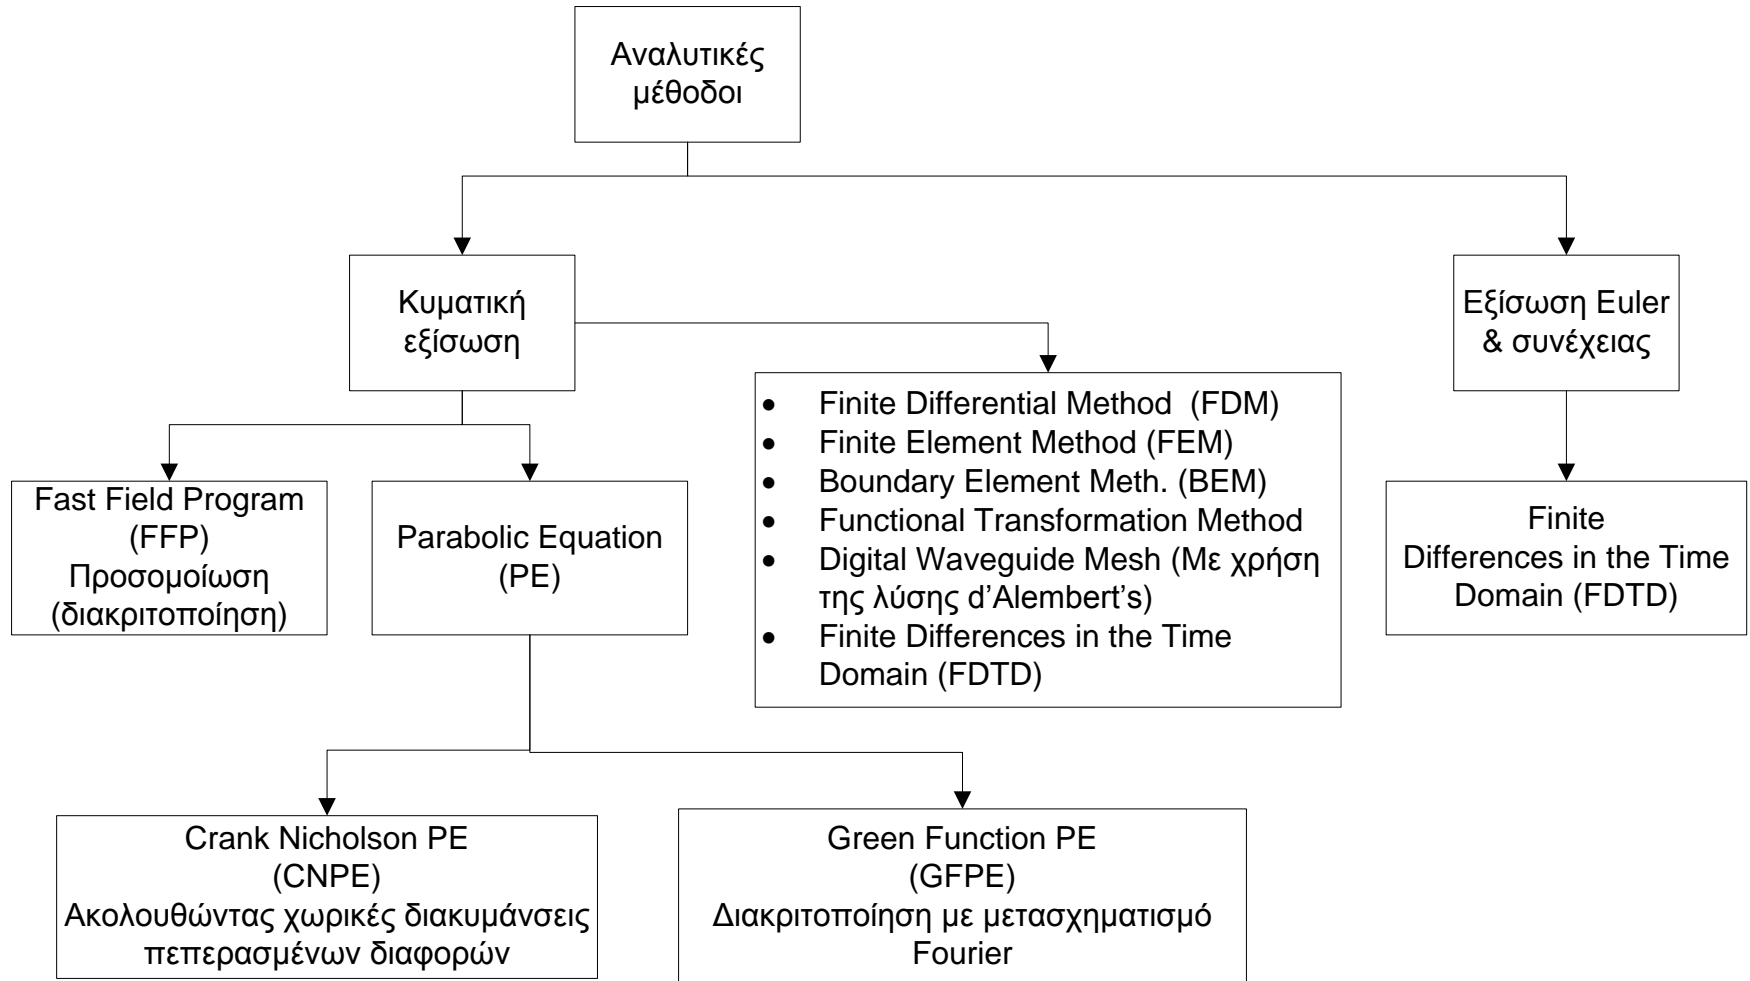 Αναλυτικές
μέθοδοι
Κυματική
εξίσωση
Εξίσωση Euler
& συνέχειας
• Finite Differential Method (FDM)
• Finite Element Method (FEM)
• Boundary Element Meth. (BEM)
• Functional Transformation Method
• Digital Waveguide Mesh (Με χρήση
της λύσης d’Alembert’s)
• Finite Differences in the Time
Domain (FDTD)
Fast Field Program
(FFP)
Προσομοίωση
(διακριτοποίηση)
Parabolic Equation
(PE)
Finite
Differences in the Time
Domain (FDTD)
Crank Nicholson PE
(CNPE)
Ακολουθώντας χωρικές διακυμάνσεις
πεπερασμένων διαφορών
Green Function PE
(GFPE)
Διακριτοποίηση με μετασχηματισμό
Fourier